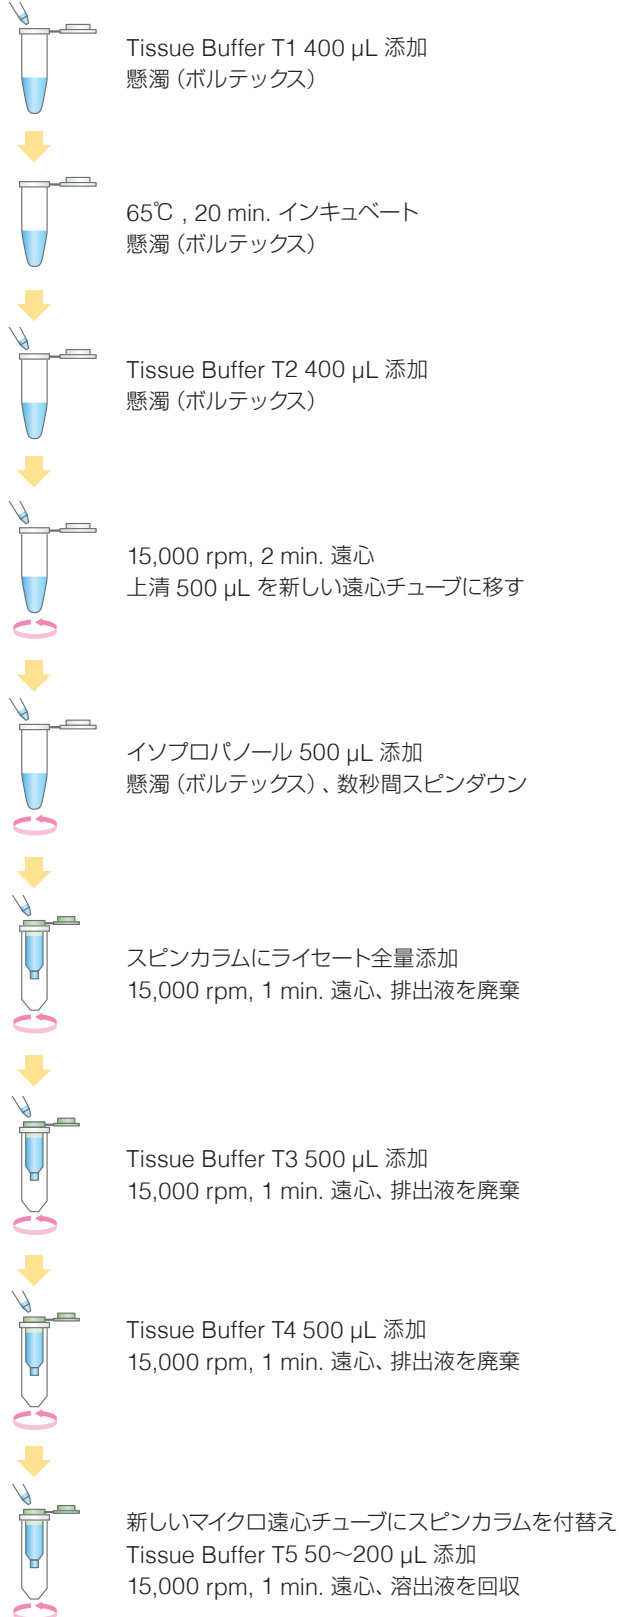 Tissue Buffer T1 400 μL 添加
懸濁（ボルテックス）
65℃ , 20 min. インキュベート
懸濁（ボルテックス）
Tissue Buffer T2 400 μL 添加
懸濁（ボルテックス）
15,000 rpm, 2 min. 遠心
上清 500 μL を新しい遠心チューブに移す
イソプロパノール 500 μL 添加
懸濁（ボルテックス）、数秒間スピンダウン
スピンカラムにライセート全量添加
15,000 rpm, 1 min. 遠心、排出液を廃棄
Tissue Buffer T3 500 μL 添加
15,000 rpm, 1 min. 遠心、排出液を廃棄
Tissue Buffer T4 500 μL 添加
15,000 rpm, 1 min. 遠心、排出液を廃棄
新しいマイクロ遠心チューブにスピンカラムを付替え
Tissue Buffer T5 50～200 μL 添加
15,000 rpm, 1 min. 遠心、溶出液を回収